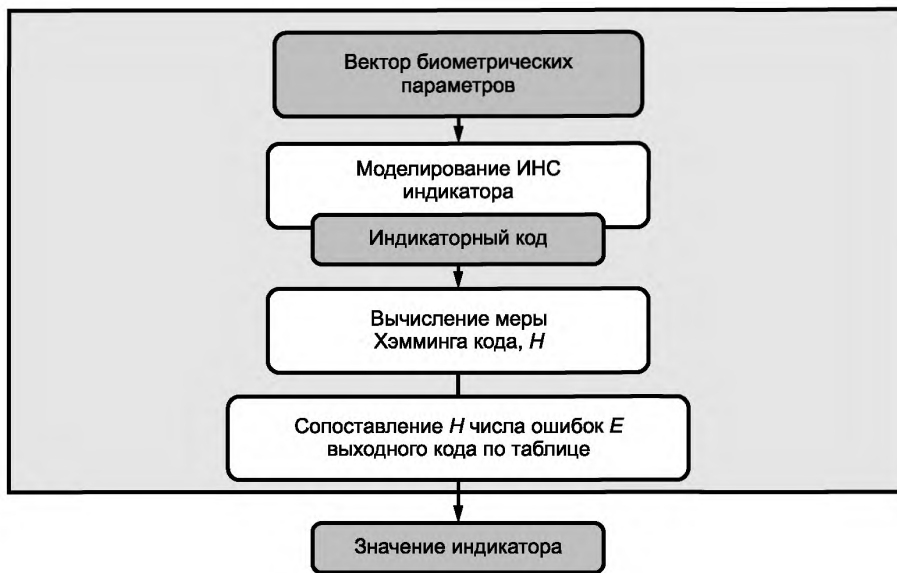 Вектор биометрических
параметров
Моделирование ИНС
индикатора
Индикаторный код
Вычисление меры
Хэмминга кода, H
Сопоставление H числа ошибок E
выходного кода по таблице
Значение индикатора